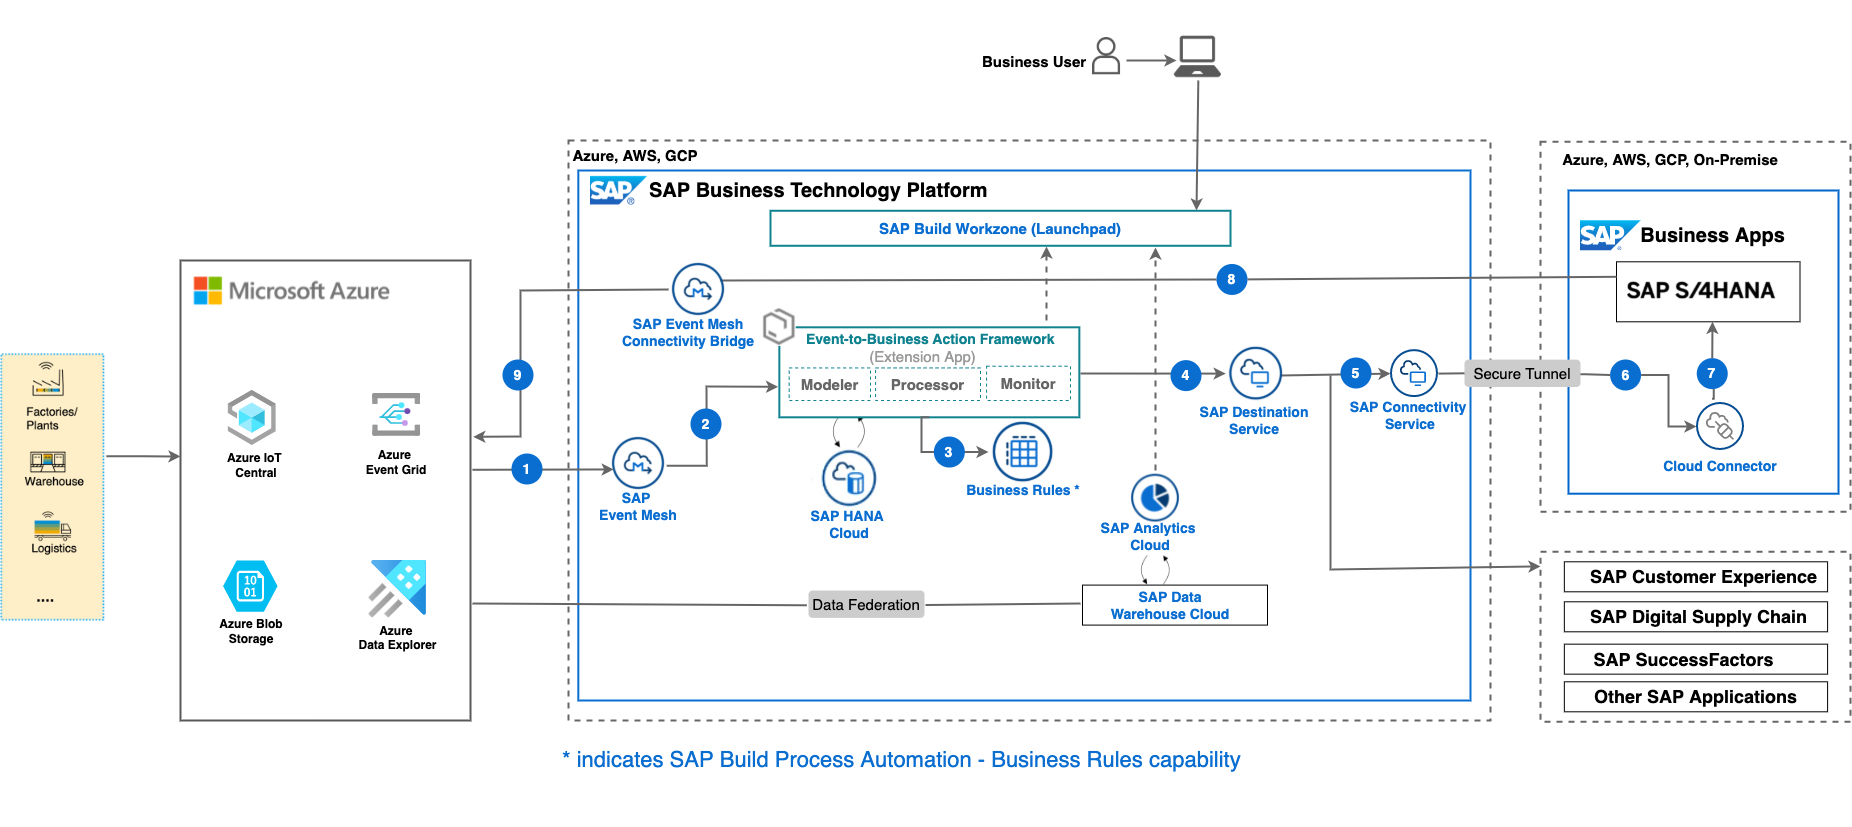 Business User
Azure, AWS, GCP
SAP
®
SAP Business Technology Platform
SAP Build Workzone (Launchpad)
8
SAP Event Mesh
Connectivity Bridge
Event-to-Business Action Framework
(Extension App)
Modeler
Processor
Monitor
9
2
1
SAP
Event Mesh
3
Business Rules *
SAP HANA
Cloud
4
SAP Destination
Service
5
SAP Connectivity
Service
SAP Analytics
Cloud
SAP Data
Warehouse Cloud
Data Federation
Microsoft Azure
Azure IoT
Central
Azure
Event Grid
10
01
Azure Blob
Storage
Azure
Data Explorer
Factories/
Plants
Warehouse
Logistics
....
Secure Tunnel
Azure, AWS, GCP, On-Premise
SAP
®
Business Apps
SAP S/4HANA
6
7
Cloud Connector
SAP Customer Experience
SAP Digital Supply Chain
SAP SuccessFactors
Other SAP Applications
* indicates SAP Build Process Automation - Business Rules capability